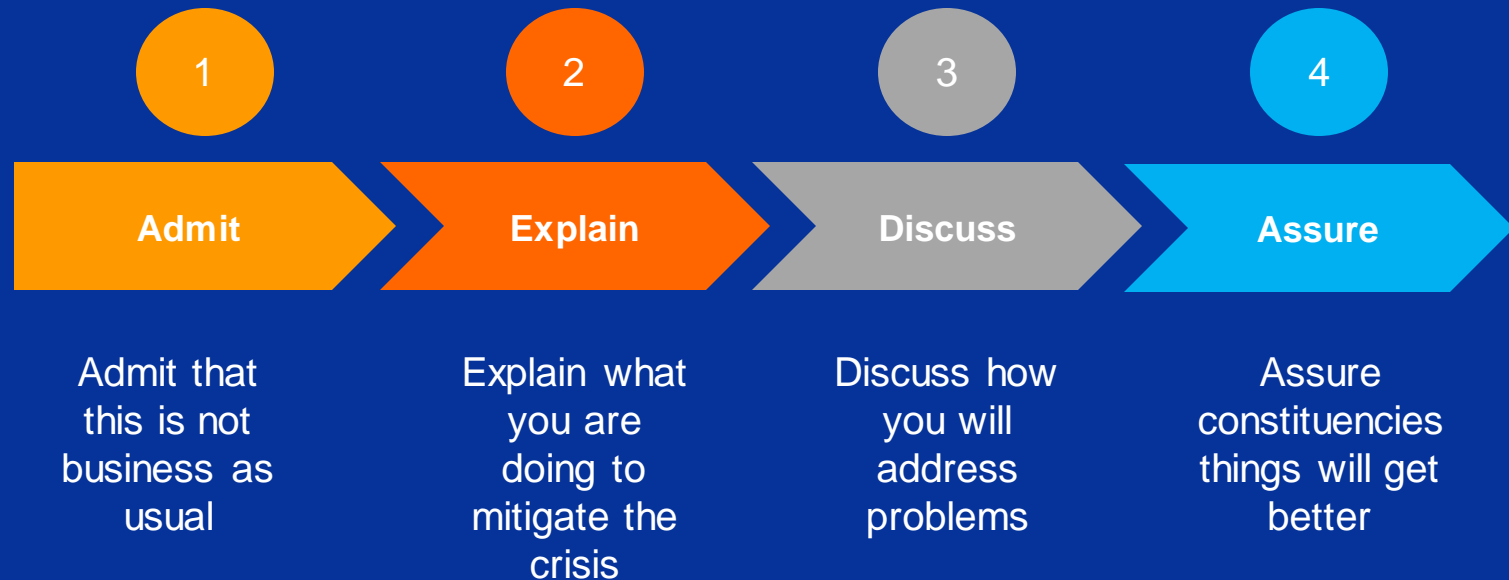 1
2
3
4
Admit
Explain
Discuss
Assure
Admit that
this is not
business as
usual
Explain what
you are
doing to
mitigate the
crisis
Discuss how
you will
address
problems
Assure
constituencies
things will get
better